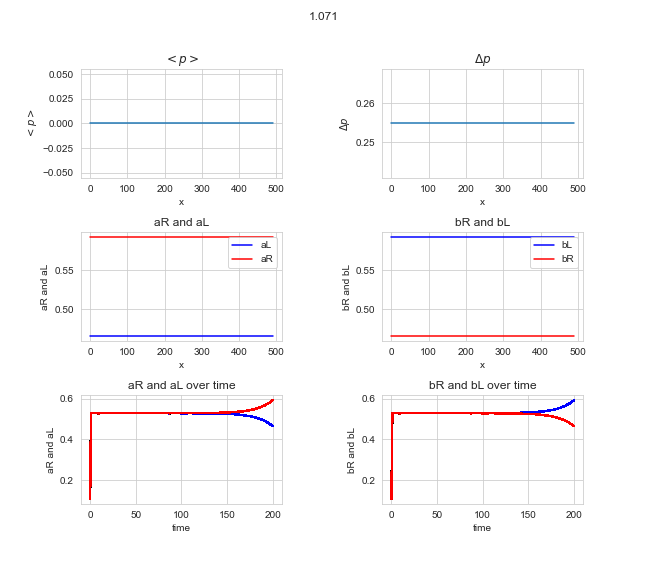 1.071
< p >
Δp
0.050
0.025
0.000
−0.025
−0.050
< p >
0 100 200 300 400 500
x
0.26
0.25
Δp
0 100 200 300 400 500
x
aR and aL
bR and bL
0.55
0.50
aR and aL
aL
aR
0 100 200 300 400 500
x
0.55
0.50
bR and bL
bL
bR
0 100 200 300 400 500
x
aR and aL over time
bR and bL over time
0.6
0.4
0.2
aR and aL
0 50 100 150 200
time
0.6
0.4
0.2
bR and bL
0 50 100 150 200
time